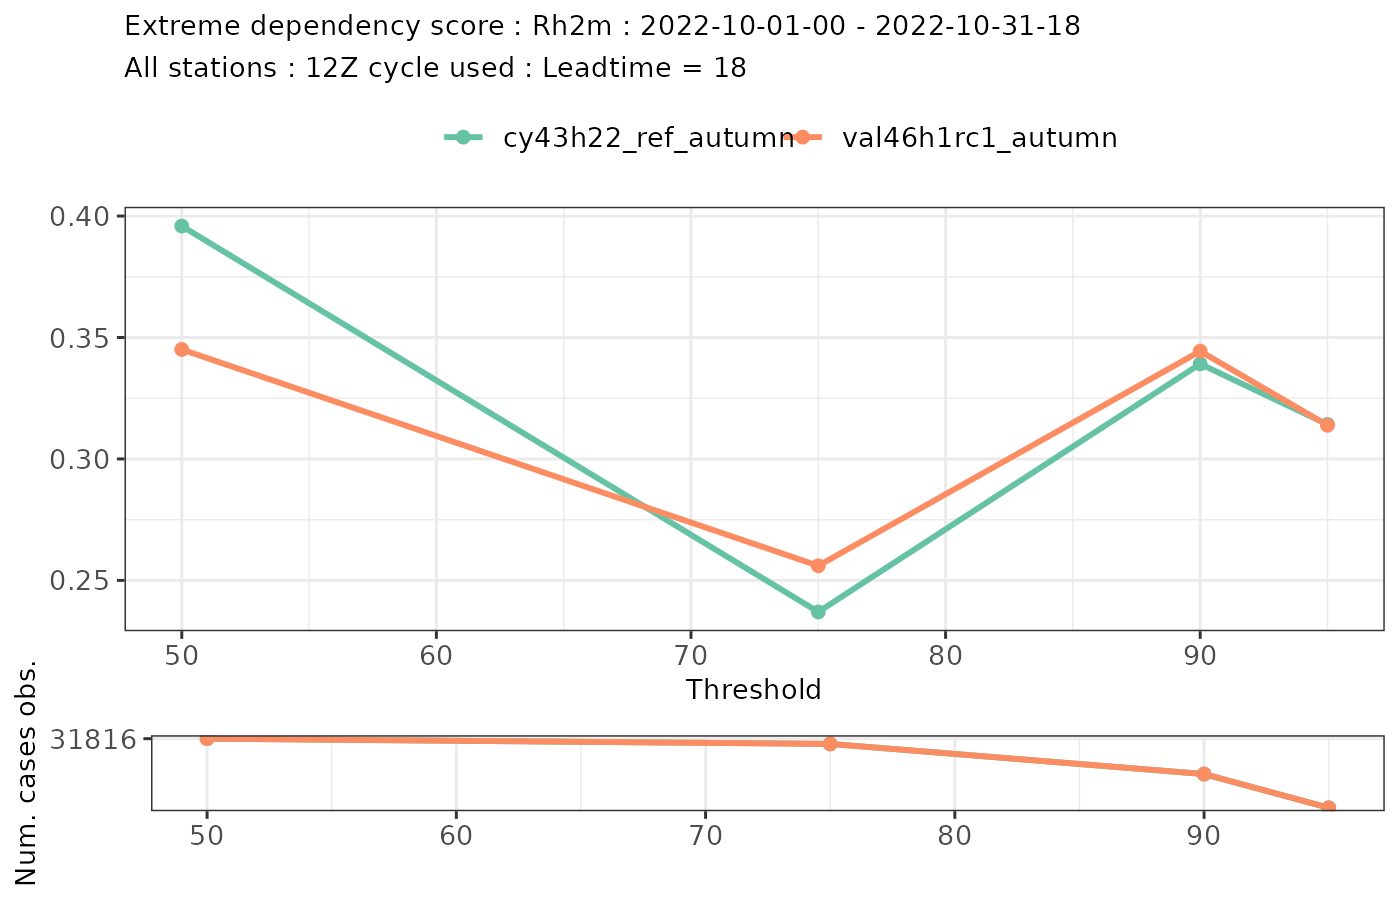 Extreme dependency score : Rh2m : 2022-10-01-00 - 2022-10-31-18
All stations : 12Z cycle used : Leadtime = 18
cy43h22_ref_autumn val46h1rc1_autumn
0.40
0.35
0.30
0.25
50 60 70 80 90
Threshold
Num. cases obs.
31816
50 60 70 80 90